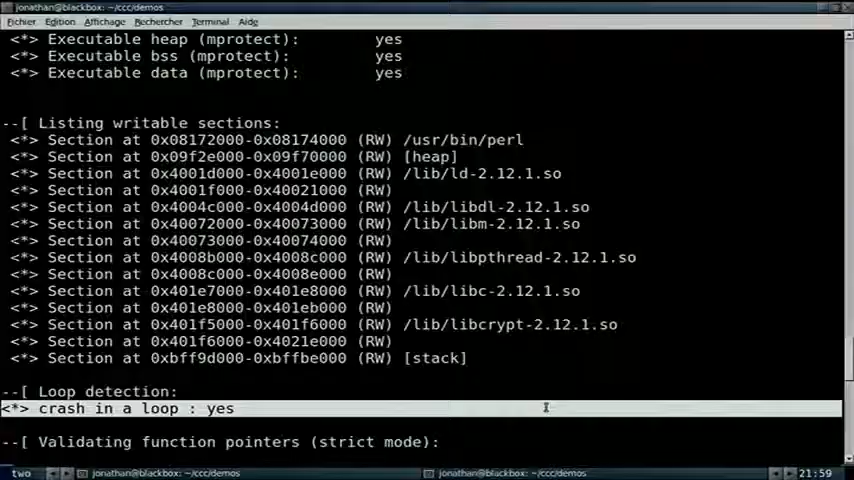 jonathan@blackbox: ~/ccc/demos
Fichier Edition Affichage Rechercher Terminal Aide
<*> Executable heap (mprotect): yes
<*> Executable bss (mprotect): yes
<*> Executable data (mprotect): yes
--[ Listing writable sections:
<*> Section at 0x08172000-0x08174000 (RW) /usr/bin/perl
<*> Section at 0x09f2e000-0x09f70000 (RW) [heap]
<*> Section at 0x4001d000-0x4001e000 (RW) /lib/ld-2.12.1.so
<*> Section at 0x4001f000-0x40021000 (RW)
<*> Section at 0x4004c000-0x4004d000 (RW) /lib/libdl-2.12.1.so
<*> Section at 0x40072000-0x40073000 (RW) /lib/libm-2.12.1.so
<*> Section at 0x40073000-0x40074000 (RW)
<*> Section at 0x4008b000-0x4008c000 (RW) /lib/libpthread-2.12.1.so
<*> Section at 0x4008c000-0x4008e000 (RW)
<*> Section at 0x401e7000-0x401e8000 (RW) /lib/libc-2.12.1.so
<*> Section at 0x401e8000-0x401eb000 (RW)
<*> Section at 0x401f5000-0x401f6000 (RW) /lib/libcrypt-2.12.1.so
<*> Section at 0x401f6000-0x4021e000 (RW)
<*> Section at 0xbff9d000-0xbffbe000 (RW) [stack]
--[ Loop detection:
<*> crash in a loop : yes
--[ Validating function pointers (strict mode):
two jonathan@blackbox: ~/ccc/demos jonathan@blackbox: ~/ccc/demos 21:59